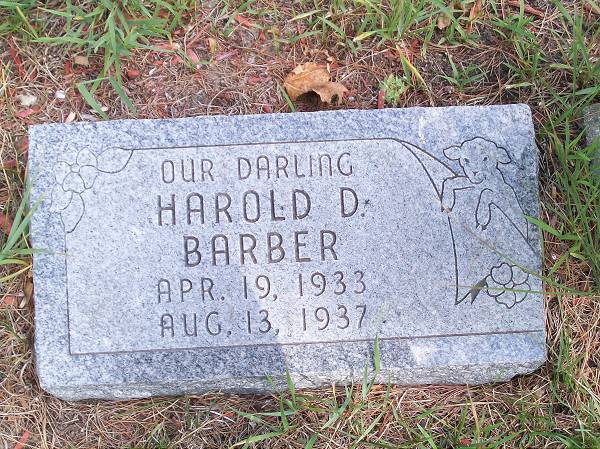 OUR DARLING
HAROLD D.
BARBER
APR. 19, 1933
AUG. 13, 1937